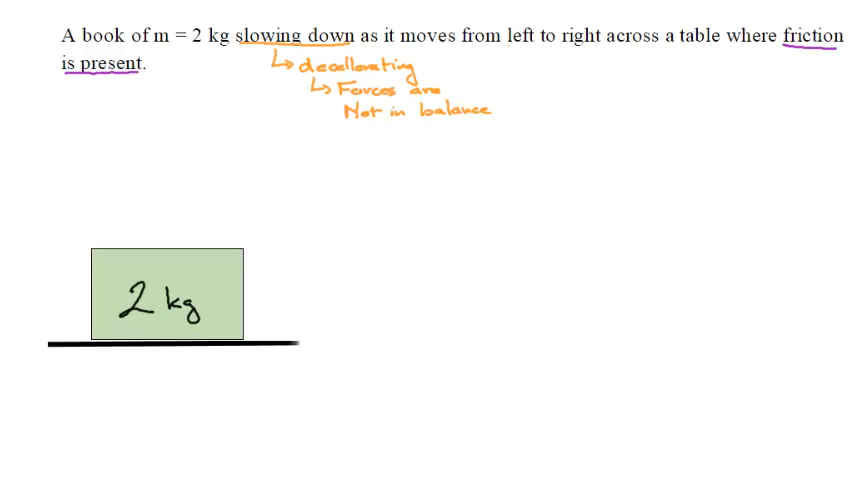 A book of m = 2 kg slowing down as it moves from left to right across a table where friction
is present.
↳ decellorating
↳ Forces are
Not in balance
2 kg